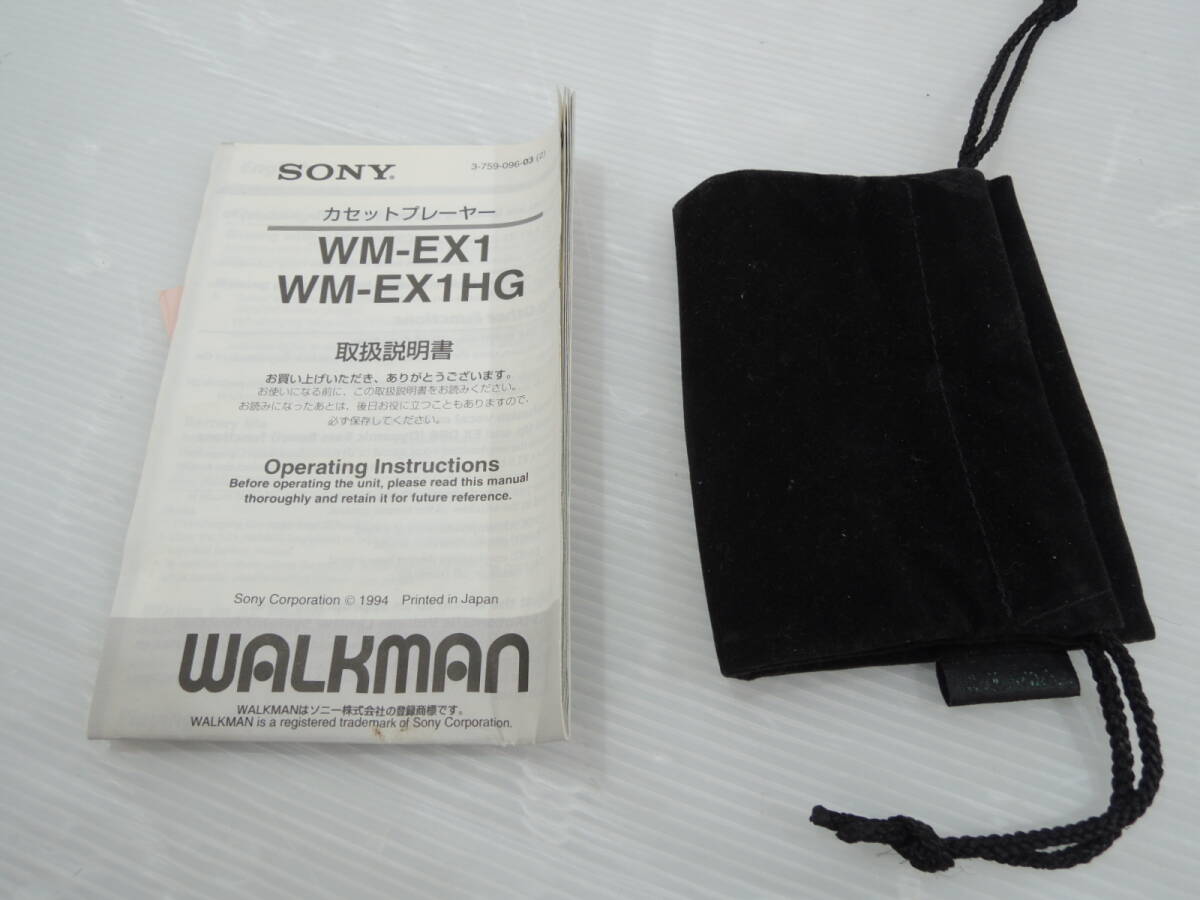 SONY®
3-759-096-03 (2)
カセットプレーヤー
WM-EX1
WM-EX1HG
取扱説明書
お買い上げいただき、ありがとうございます。
お使いになる前に、この取扱説明書をお読みください。
お読みになったあとは、後日お役に立つこともありますので、
必ず保存してください。
Operating Instructions
Before operating the unit, please read this manual
thoroughly and retain it for future reference.
Sony Corporation © 1994 Printed in Japan
WALKMAN
WALKMANはソニー株式会社の登録商標です。
WALKMAN is a registered trademark of Sony Corporation.